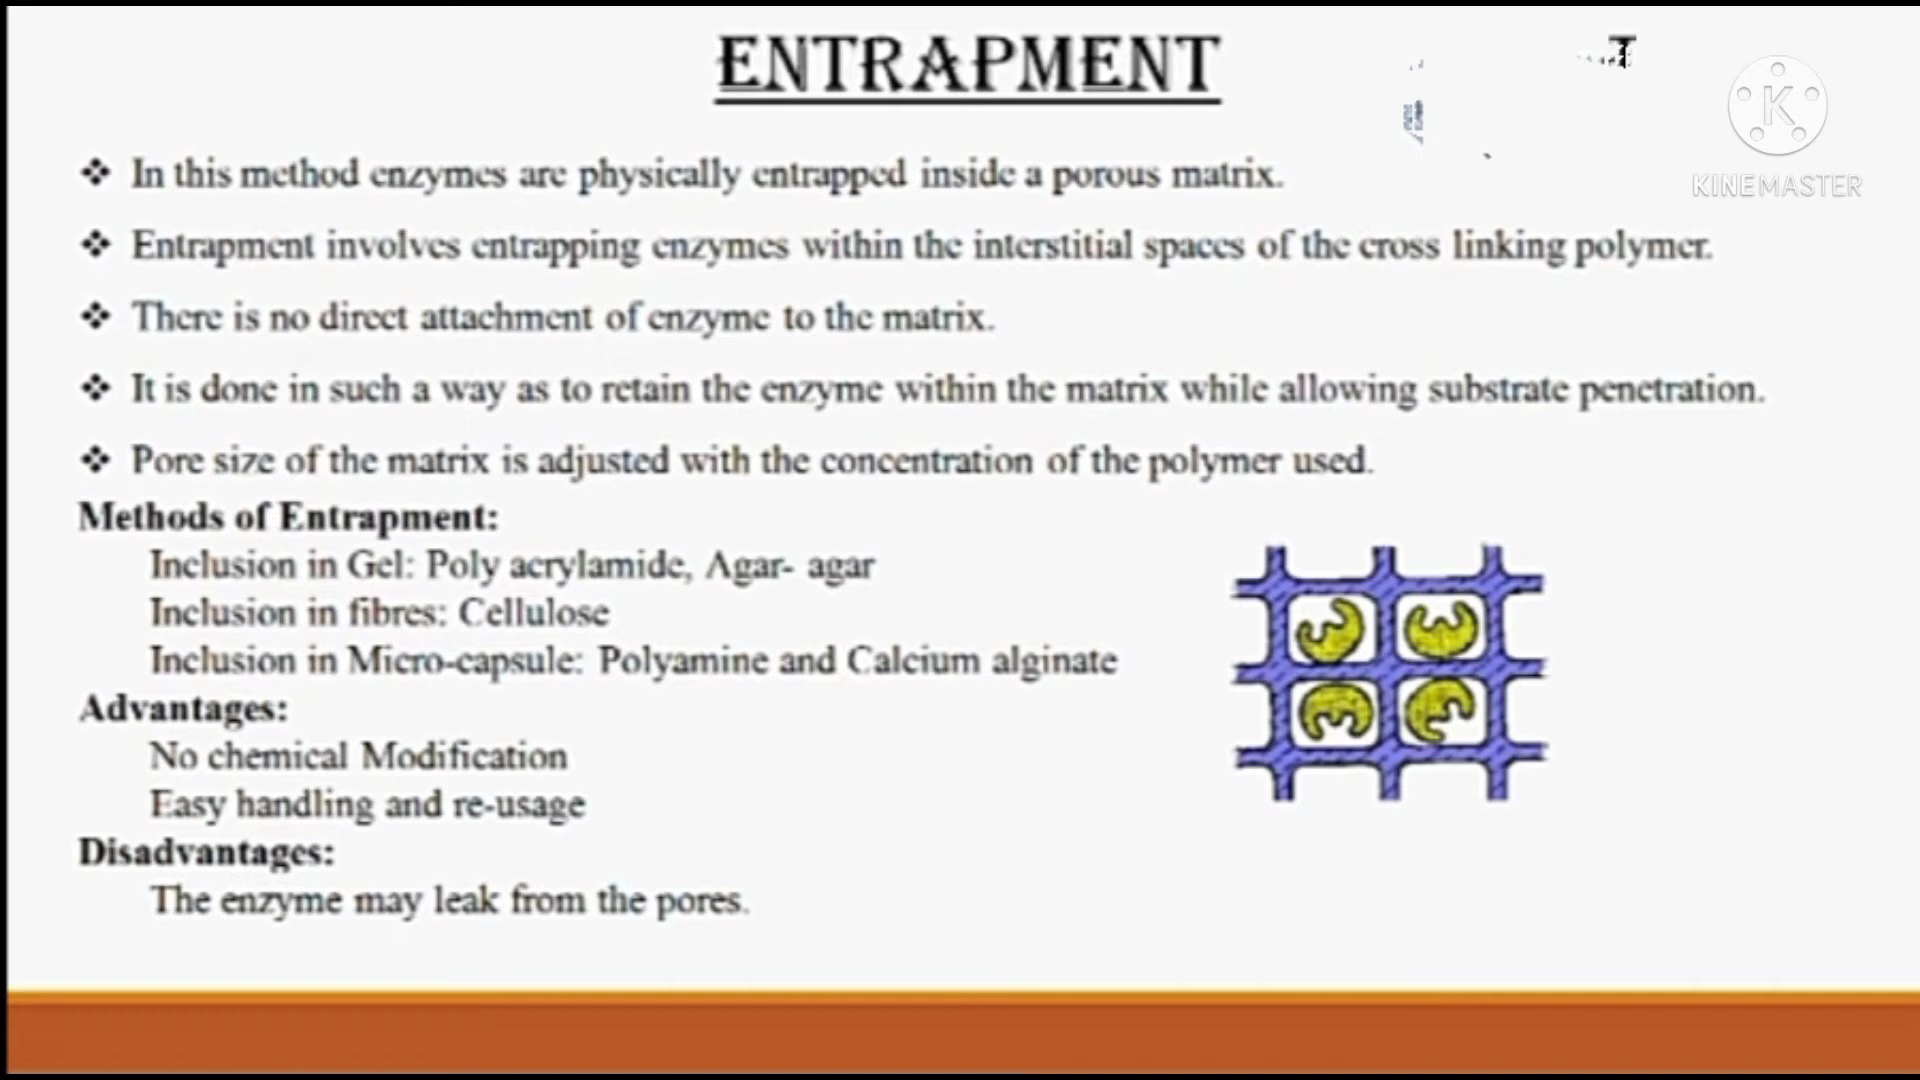 ENTRAPMENT
K
KINEMASTER
❖ In this method enzymes are physically entrapped inside a porous matrix.
❖ Entrapment involves entrapping enzymes within the interstitial spaces of the cross linking polymer.
❖ There is no direct attachment of enzyme to the matrix.
❖ It is done in such a way as to retain the enzyme within the matrix while allowing substrate penetration.
❖ Pore size of the matrix is adjusted with the concentration of the polymer used.
Methods of Entrapment:
Inclusion in Gel: Poly acrylamide, Agar- agar
Inclusion in fibres: Cellulose
Inclusion in Micro-capsule: Polyamine and Calcium alginate
Advantages:
No chemical Modification
Easy handling and re-usage
Disadvantages:
The enzyme may leak from the pores.